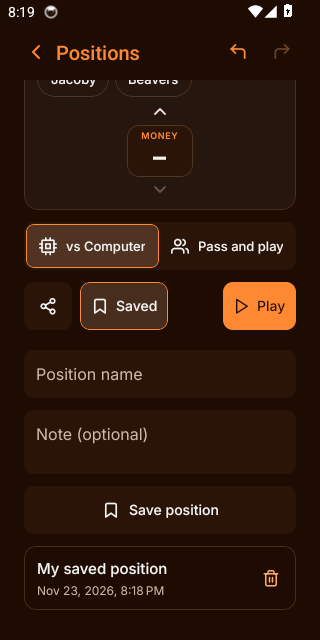 8:19
Positions
Jacoby
Beavers
MONEY
–
vs Computer
Pass and play
Saved
Play
Position name
Note (optional)
Save position
My saved position
Nov 23, 2026, 8:18 PM